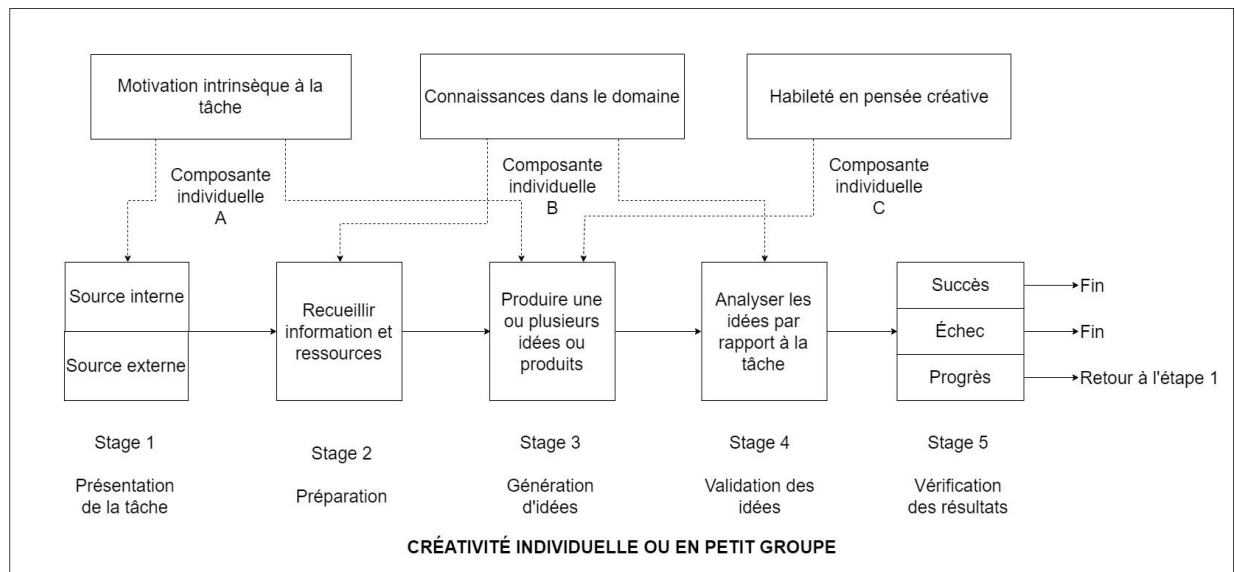 Motivation intrinsèque à la
tâche
Connaissances dans le domaine
Habileté en pensée créative
Composante
individuelle
A
Composante
individuelle
B
Composante
individuelle
C
Source interne
Source externe
Recueillir
information et
ressources
Produire une
ou plusieurs
idées ou
produits
Analyser les
idées par
rapport à la
tâche
Succès
Échec
Progrès
Fin
Fin
Retour à l'étape 1
Stage 1
Présentation
de la tâche
Stage 2
Préparation
Stage 3
Génération
d'idées
Stage 4
Validation des
idées
Stage 5
Vérification
des résultats
CRÉATIVITÉ INDIVIDUELLE OU EN PETIT GROUPE